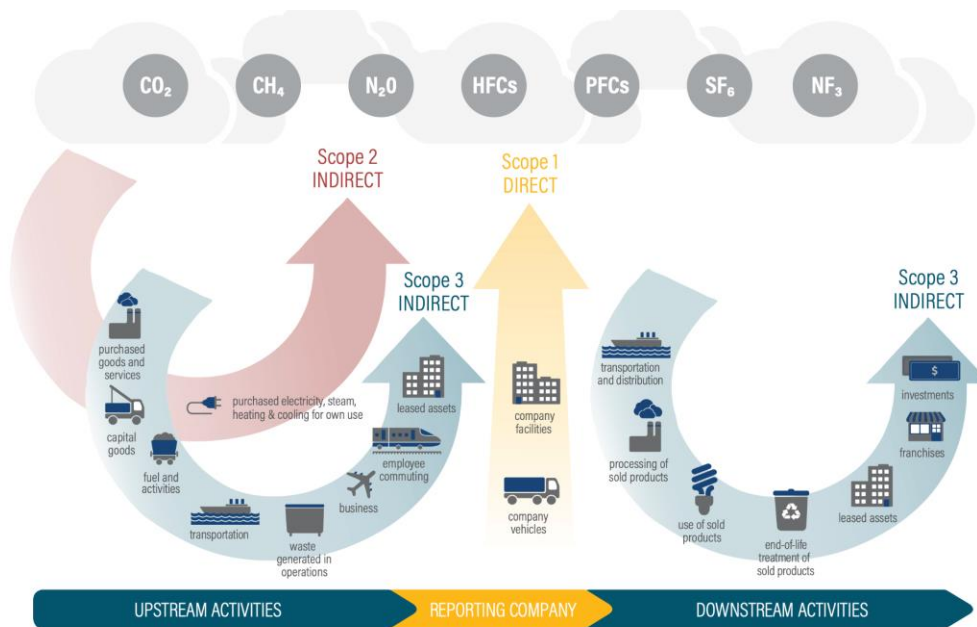 CO₂
CH₄
N₂O
HFCs
PFCs
SF₆
NF₃
Scope 2
INDIRECT
Scope 1
DIRECT
Scope 3
INDIRECT
Scope 3
INDIRECT
purchased
goods and
services
capital
goods
fuel and
activities
purchased electricity, steam,
heating & cooling for own use
transportation
waste
generated in
operations
business
employee
commuting
leased assets
company
facilities
company
vehicles
transportation
and distribution
processing of
sold products
use of sold
products
end-of-life
treatment of
sold products
leased assets
franchises
$
investments
UPSTREAM ACTIVITIES
REPORTING COMPANY
DOWNSTREAM ACTIVITIES